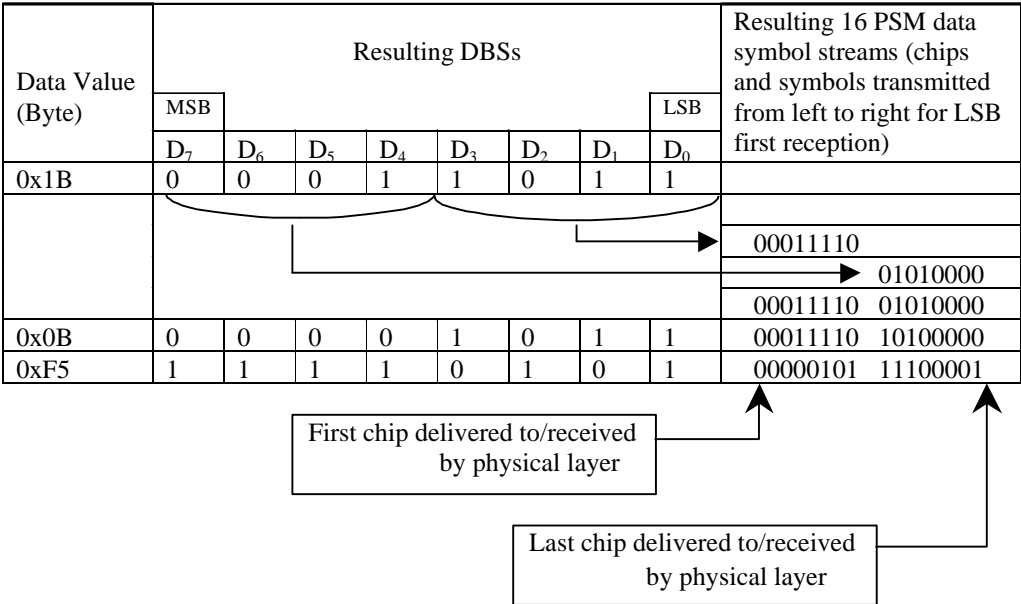 Data Value
(Byte)
Resulting DBSs
Resulting 16 PSM data
symbol streams (chips
and symbols transmitted
from left to right for LSB
first reception)
MSB
LSB
D7 D6 D5 D4 D3 D2 D1 D0
0x1B 0 0 0 1 1 0 1 1
00011110
01010000
00011110 01010000
0x0B 0 0 0 0 1 0 1 1 00011110 10100000
0xF5 1 1 1 1 0 1 0 1 00000101 11100001
First chip delivered to/received
by physical layer
Last chip delivered to/received
by physical layer